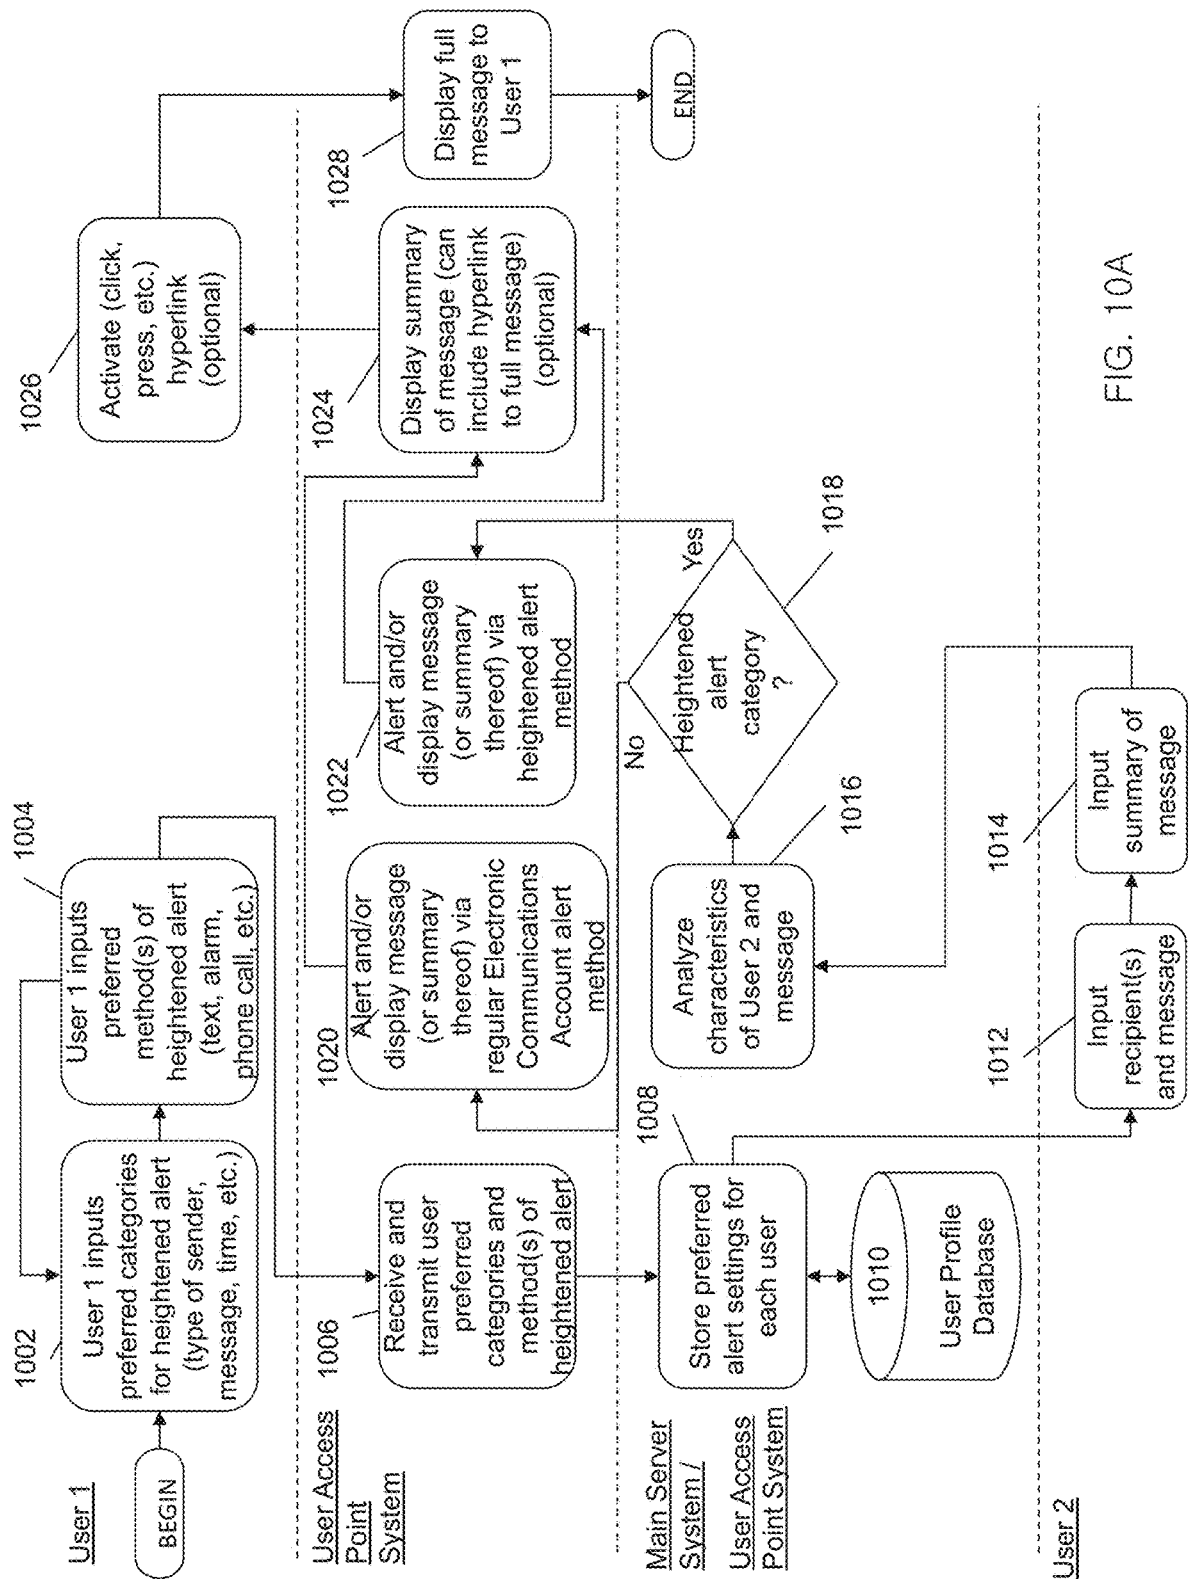 User 1
BEGIN
1002
User 1 inputs
preferred categories
for heightened alert
(type of sender,
message, time, etc.)
1004
User 1 inputs
preferred
method(s) of
heightened alert
(text, alarm,
phone call, etc.)
1026
Activate (click,
press, etc.)
hyperlink
(optional)
User Access
Point
System
1006
Receive and
transmit user
preferred
categories and
method(s) of
heightened alert
1020
Alert and/or
display message
(or summary
thereof) via
regular Electronic
Communications
Account alert
method
1022
Alert and/or
display message
(or summary
thereof) via
heightened alert
method
1024
Display summary
of message (can
include hyperlink
to full message)
(optional)
1028
Display full
message to
User 1
Main Server
System /
User Access
Point System
1008
Store preferred
alert settings for
each user
1010
User Profile
Database
1016
Analyze
characteristics
of User 2 and
message
1018
Heightened
alert
category
?
No
Yes
END
User 2
1012
Input
recipient(s)
and message
1014
Input
summary of
message
FIG. 10A